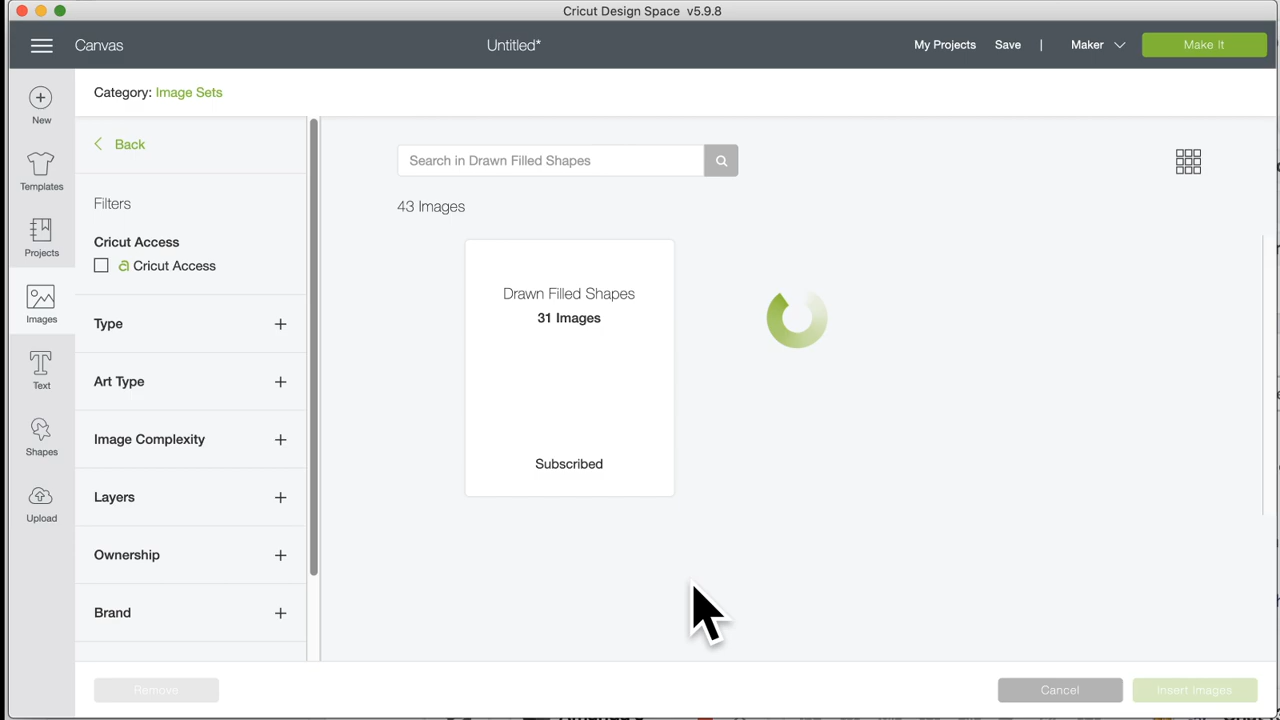 Cricut Design Space v5.9.8
Canvas
Untitled*
My Projects
Save
|
Maker
Make It
New
Templates
Projects
Images
Text
Shapes
Upload
Category: Image Sets
Back
Filters
Cricut Access
a Cricut Access
Type
Art Type
Image Complexity
Layers
Ownership
Brand
Search in Drawn Filled Shapes
43 Images
Drawn Filled Shapes
31 Images
Subscribed
Remove
Cancel
Insert Images